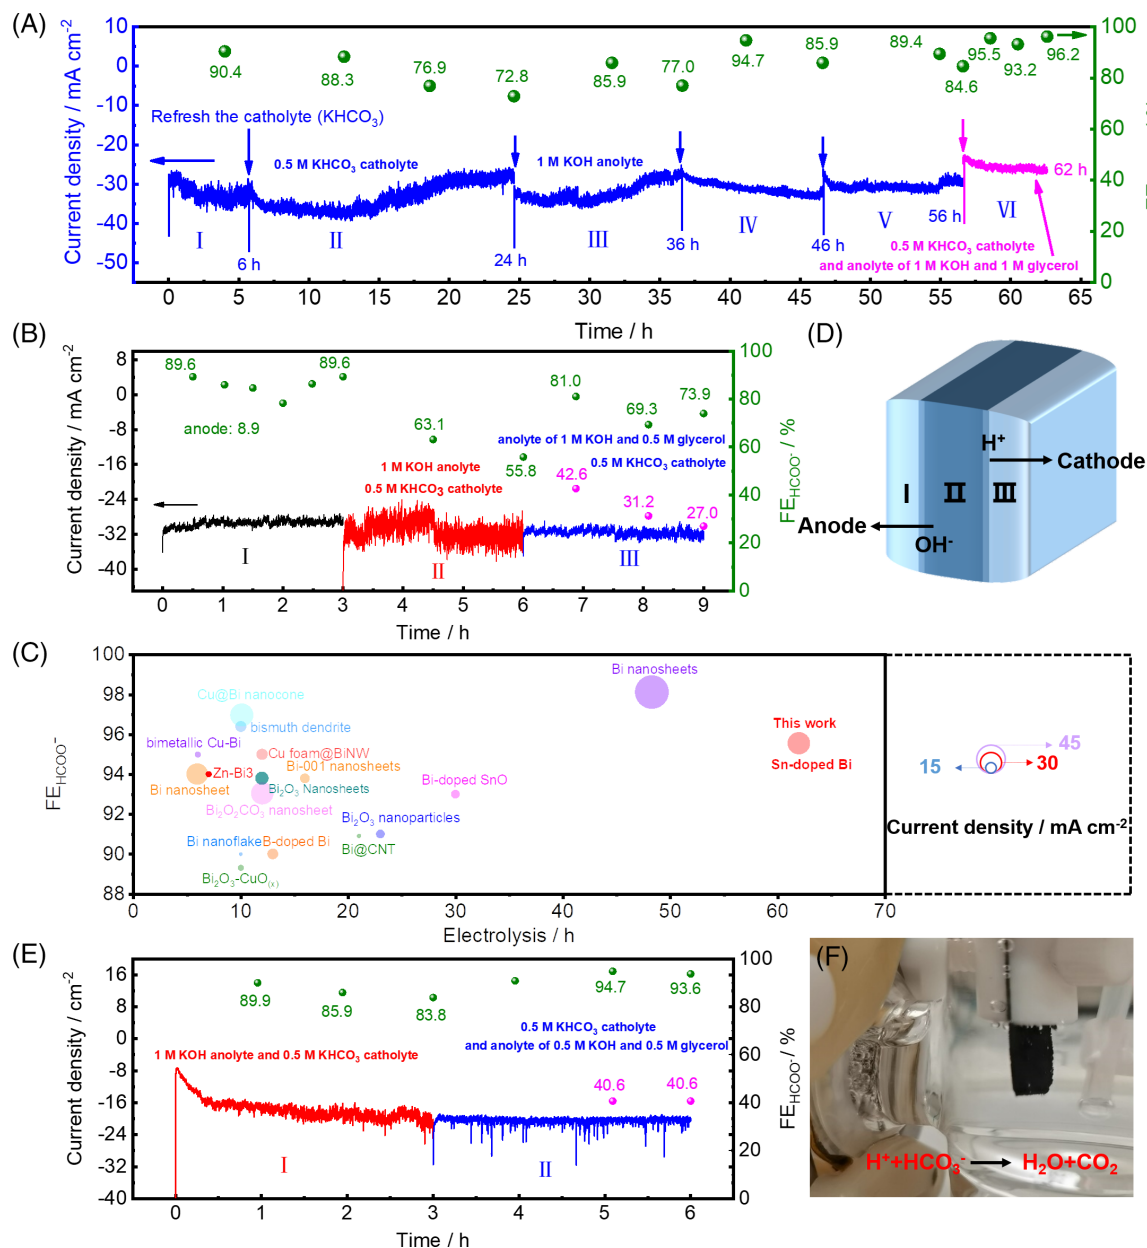 (A)
Current density / mA cm-2
10
0
-10
-20
-30
-40
-50
100
80
60
40
20
0
90.4
88.3
76.9
72.8
85.9
77.0
94.7
85.9
89.4
84.6
95.5
93.2
96.2
Refresh the catholyte (KHCO3)
0.5 M KHCO3 catholyte
1 M KOH anolyte
I
II
III
IV
V
VI
6 h
24 h
36 h
46 h
56 h
62 h
0.5 M KHCO3 catholyte
and anolyte of 1 M KOH and 1 M glycerol
0 5 10 15 20 25 30 35 40 45 50 55 60 65
Time / h
(B)
Current density / mA cm-2
8
0
-8
-16
-24
-32
-40
100
80
60
40
20
0
FEHCOO- / %
89.6
89.6
anode: 8.9
63.1
55.8
81.0
69.3
73.9
42.6
31.2
27.0
1 M KOH anolyte
0.5 M KHCO3 catholyte
anolyte of 1 M KOH and 0.5 M glycerol
0.5 M KHCO3 catholyte
I
II
III
0 1 2 3 4 5 6 7 8 9
Time / h
(D)
H+
Cathode
I
II
III
Anode
OH-
(C)
FEHCOO-
100
98
96
94
92
90
88
Cu@Bi nanocone
bismuth dendrite
bimetallic Cu-Bi
Cu foam@BiNW
Zn-Bi3
Bi-001 nanosheets
Bi nanosheet
Bi2O3 Nanosheets
Bi2O2CO3 nanosheet
Bi-doped SnO
Bi2O3 nanoparticles
Bi nanoflake
B-doped Bi
Bi@CNT
Bi2O3-CuO(x)
Bi nanosheets
This work
Sn-doped Bi
0 10 20 30 40 50 60 70
Electrolysis / h
45
15
30
Current density / mA cm-2
(E)
Current density / cm-2
16
8
0
-8
-16
-24
-32
-40
100
80
60
40
20
0
FEHCOO- / %
89.9
85.9
83.8
94.7
93.6
40.6
40.6
1 M KOH anolyte and 0.5 M KHCO3 catholyte
0.5 M KHCO3 catholyte
and anolyte of 0.5 M KOH and 0.5 M glycerol
I
II
0 1 2 3 4 5 6
Time / h
(F)
H++HCO3- → H2O+CO2